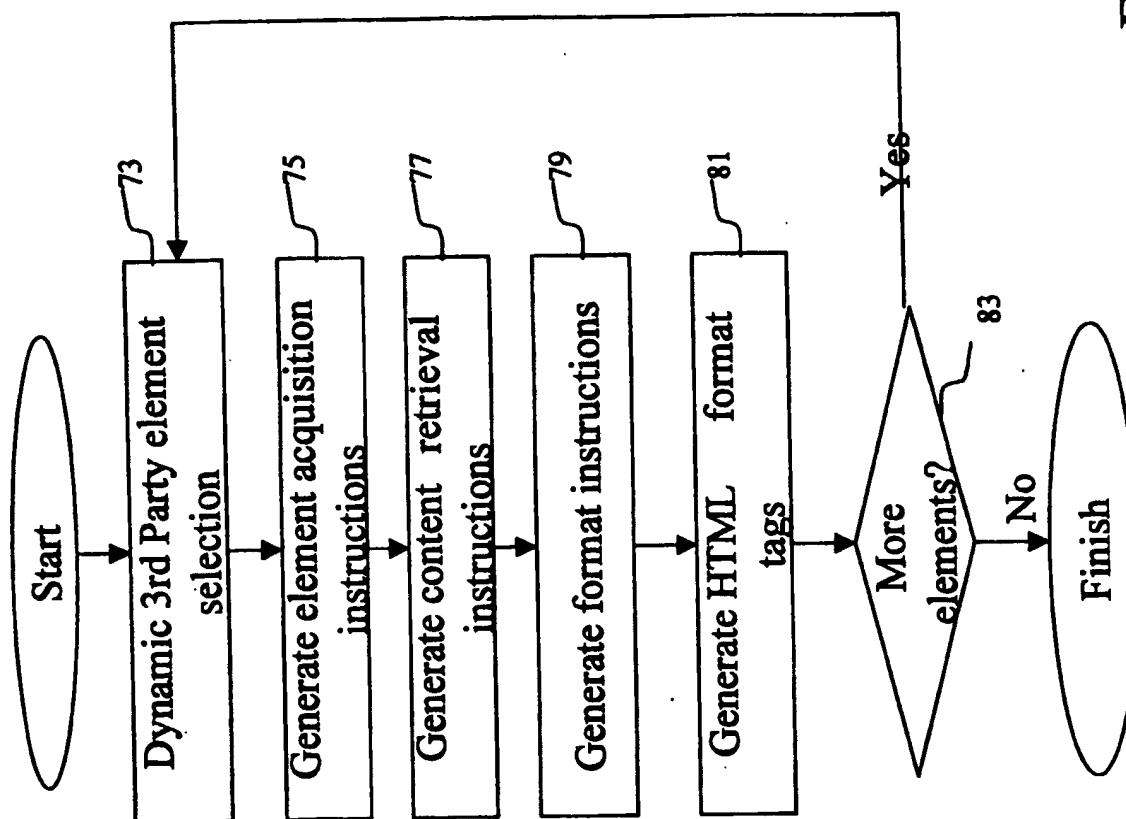 Start
Dynamic 3rd Party element
selection
73
Generate element acquisition
instructions
75
Generate content retrieval
instructions
77
Generate format instructions
79
Generate HTML format
tags
81
More
elements?
83
Yes
No
Finish